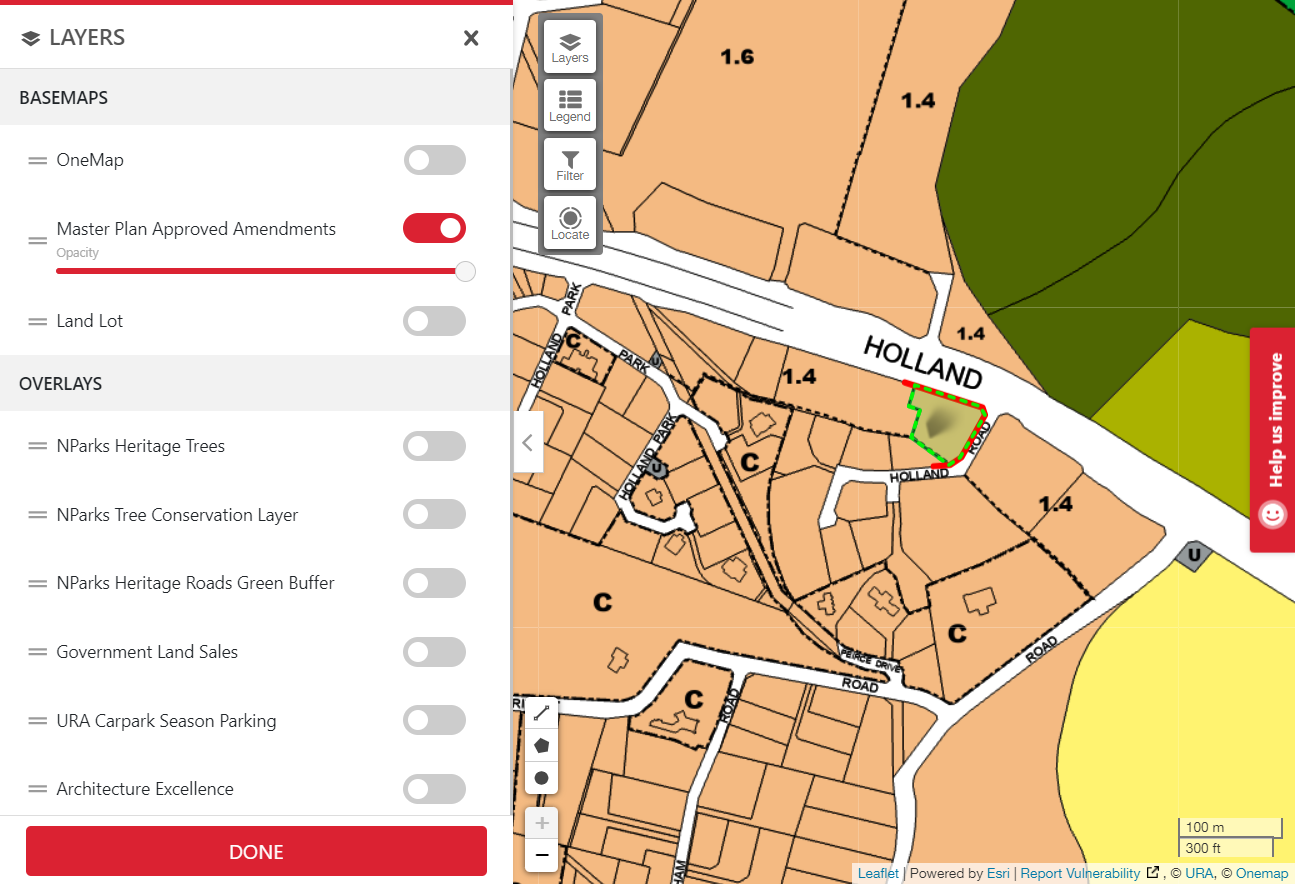 LAYERS
BASEMAPS
OneMap
Master Plan Approved Amendments
Opacity
Land Lot
OVERLAYS
NParks Heritage Trees
NParks Tree Conservation Layer
NParks Heritage Roads Green Buffer
Government Land Sales
URA Carpark Season Parking
Architecture Excellence
DONE
Layers
Legend
Filter
Locate
1.6
1.4
PARK
HOLLAND
C
PARK
U
1.4
HOLLAND
1.4
HOLLAND PARK
U
C
ROAD
HOLLAND
1.4
U
C
C
PEIRCE DRIVE
ROAD
ROAD
C
ROAD
Help us improve
100 m
300 ft
Leaflet | Powered by Esri | Report Vulnerability , © URA, © Onemap